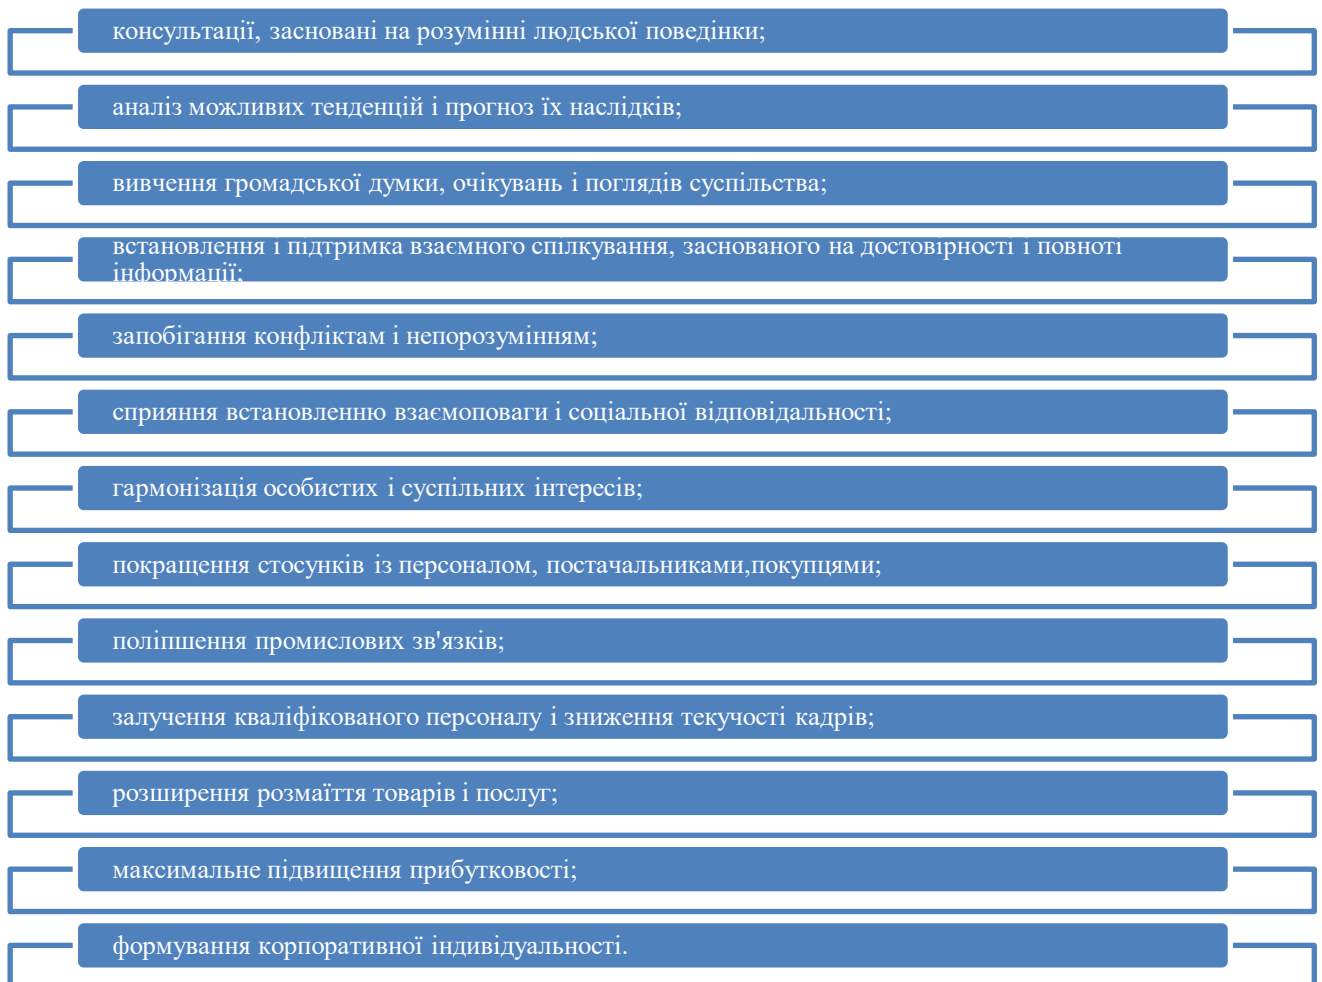 консультації, засновані на розумінні людської поведінки;
аналіз можливих тенденцій і прогноз їх наслідків;
вивчення громадської думки, очікувань і поглядів суспільства;
встановлення і підтримка взаємного спілкування, заснованого на достовірності і повноті
інформації;
запобігання конфліктам і непорозумінням;
сприяння встановленню взаємоповаги і соціальної відповідальності;
гармонізація особистих і суспільних інтересів;
покращення стосунків із персоналом, постачальниками,покупцями;
поліпшення промислових зв'язків;
залучення кваліфікованого персоналу і зниження текучості кадрів;
розширення розмаїття товарів і послуг;
максимальне підвищення прибутковості;
формування корпоративної індивідуальності.